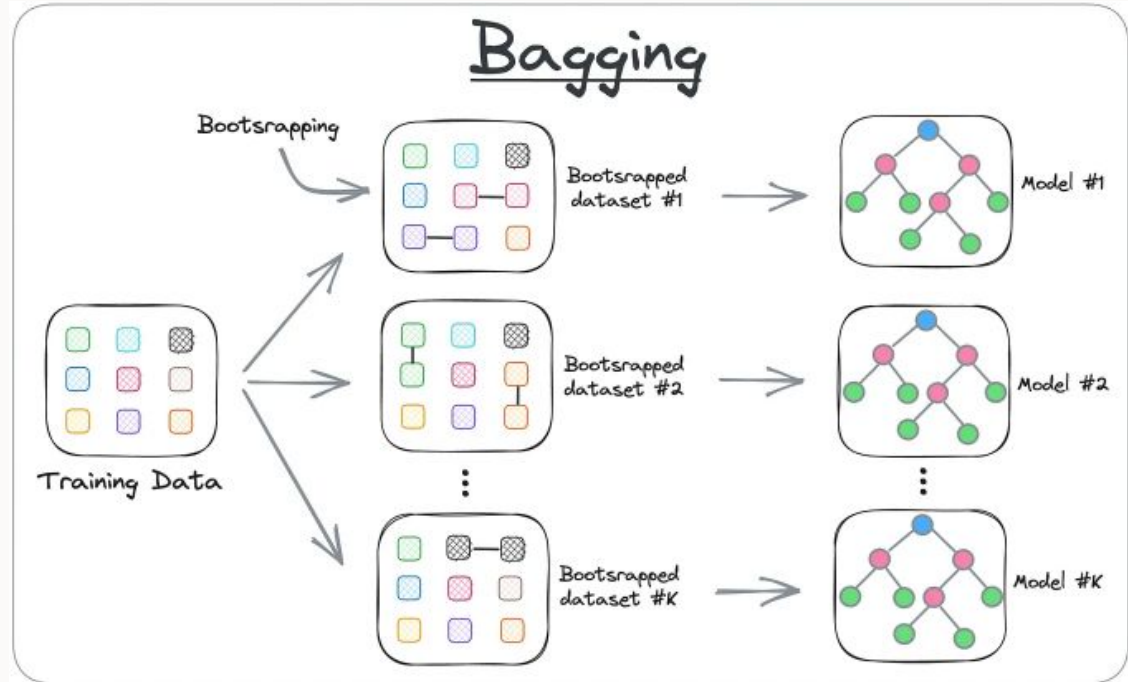 Bagging
Bootsrapping
Bootsrapped
dataset #1
Model #1
Bootsrapped
dataset #2
Model #2
Training Data
Bootsrapped
dataset #K
Model #K